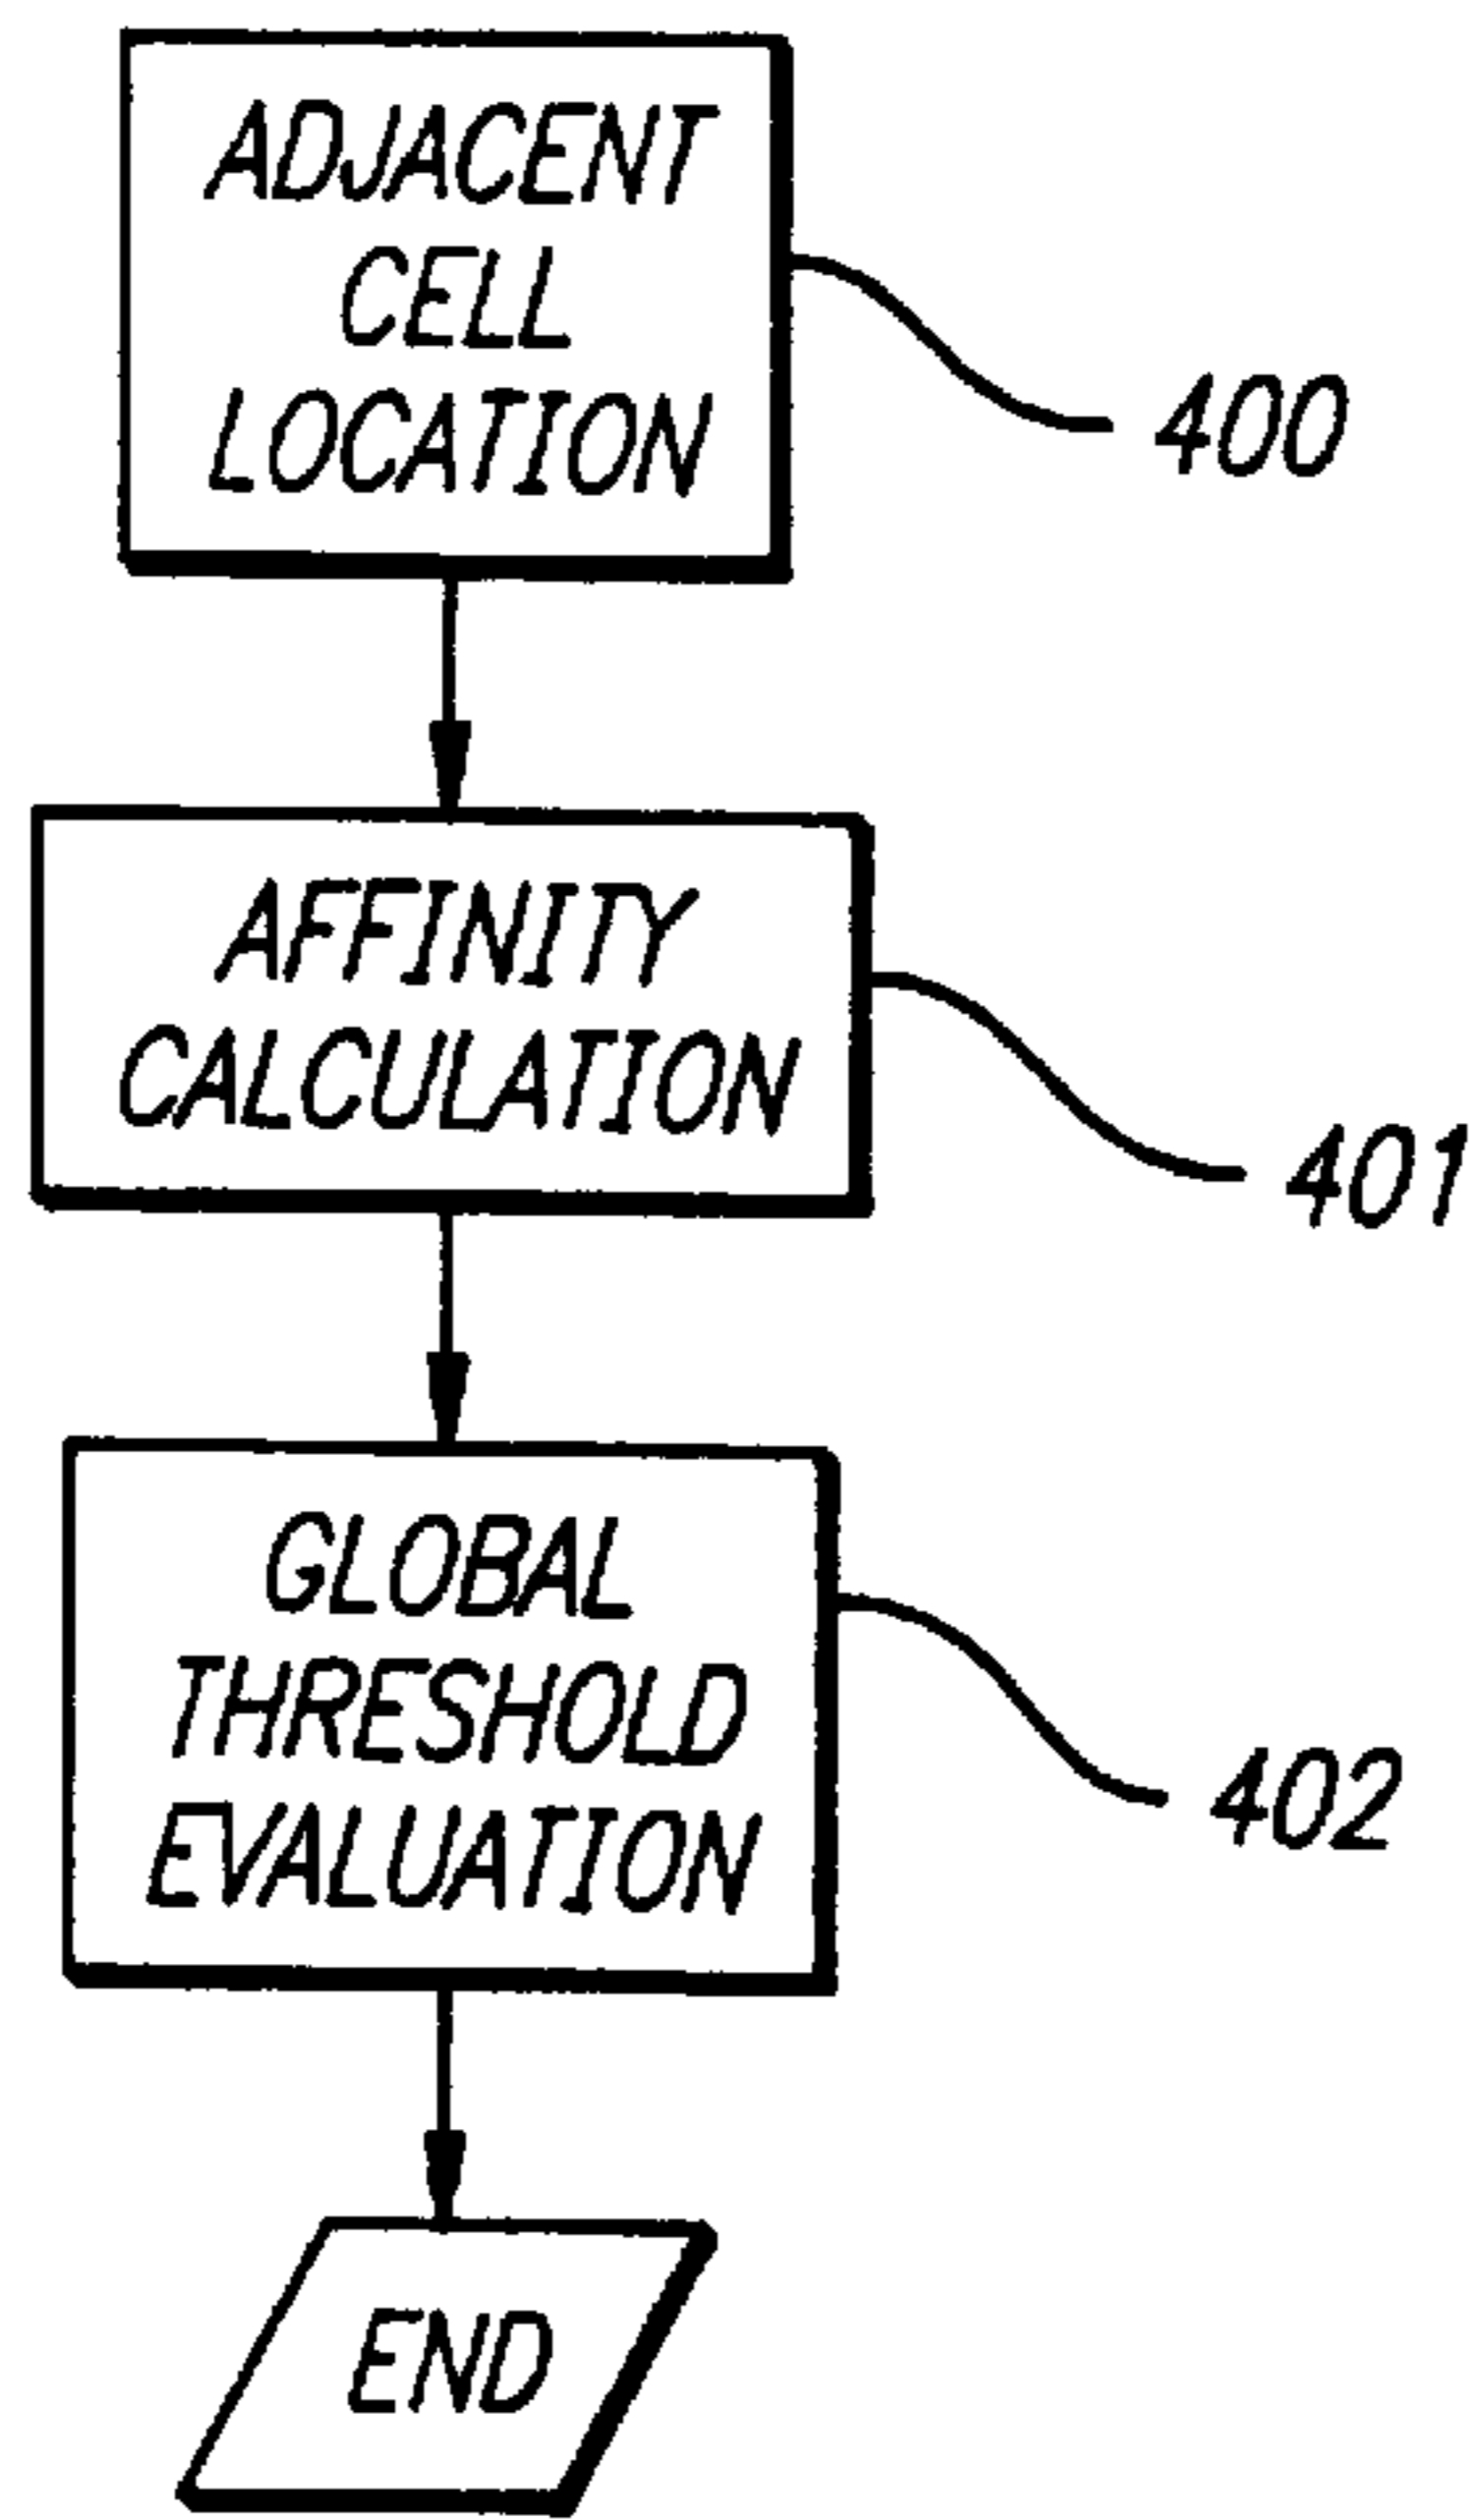 ADJACENT
CELL
LOCATION
400
AFFINITY
CALCULATION
401
GLOBAL
THRESHOLD
EVALUATION
402
END